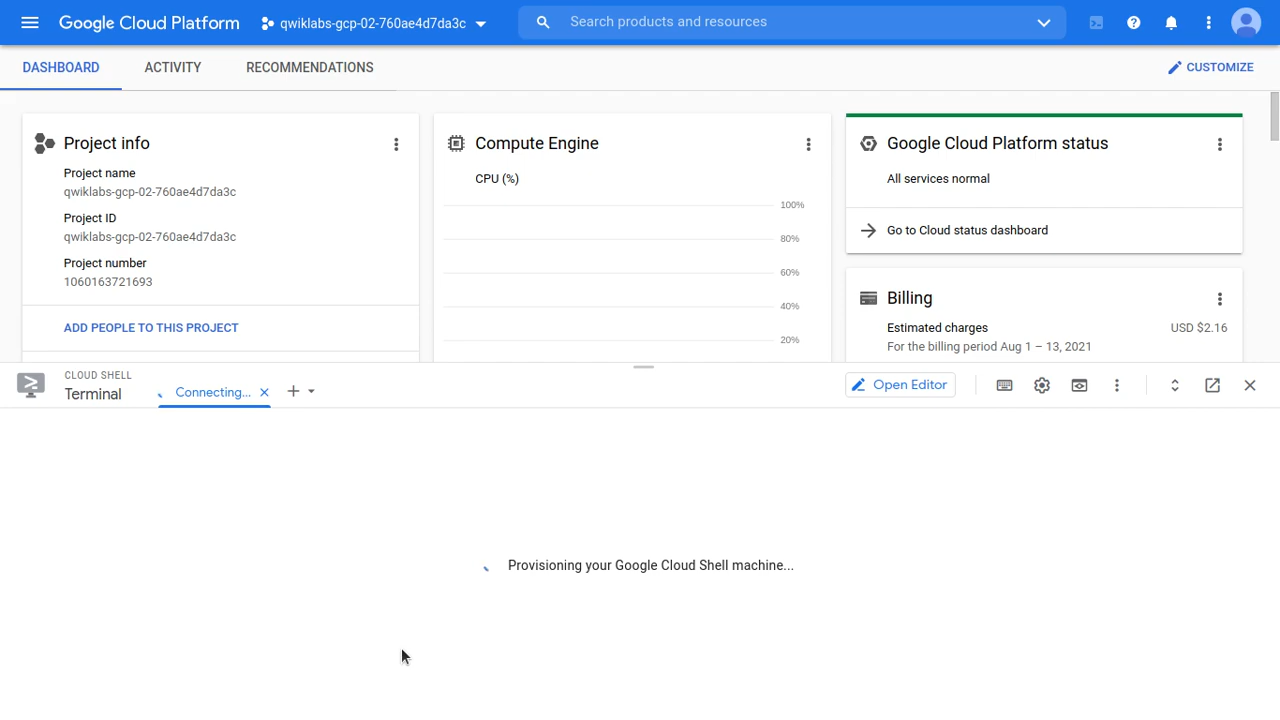 Google Cloud Platform
qwiklabs-gcp-02-760ae4d7da3c
Search products and resources
DASHBOARD
ACTIVITY
RECOMMENDATIONS
CUSTOMIZE
Project info
Project name
qwiklabs-gcp-02-760ae4d7da3c
Project ID
qwiklabs-gcp-02-760ae4d7da3c
Project number
1060163721693
ADD PEOPLE TO THIS PROJECT
Compute Engine
CPU (%)
100%
80%
60%
40%
20%
Google Cloud Platform status
All services normal
Go to Cloud status dashboard
Billing
Estimated charges
USD $2.16
For the billing period Aug 1 – 13, 2021
CLOUD SHELL
Terminal
Connecting...
Open Editor
Provisioning your Google Cloud Shell machine...